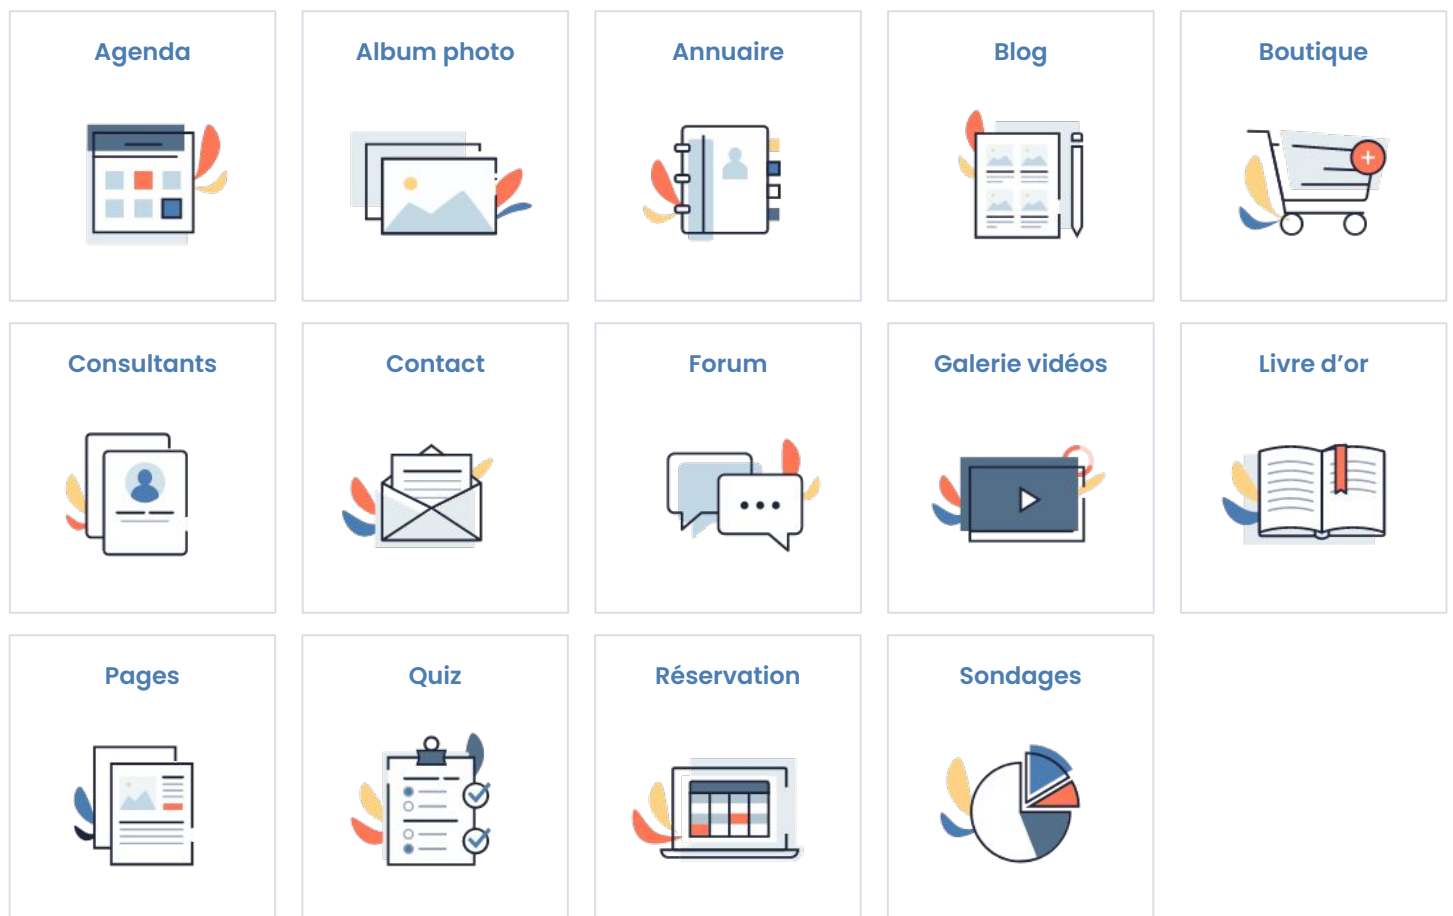 Agenda
Album photo
Annuaire
Blog
Boutique
Consultants
Contact
Forum
Galerie vidéos
Livre d’or
Pages
Quiz
Réservation
Sondages